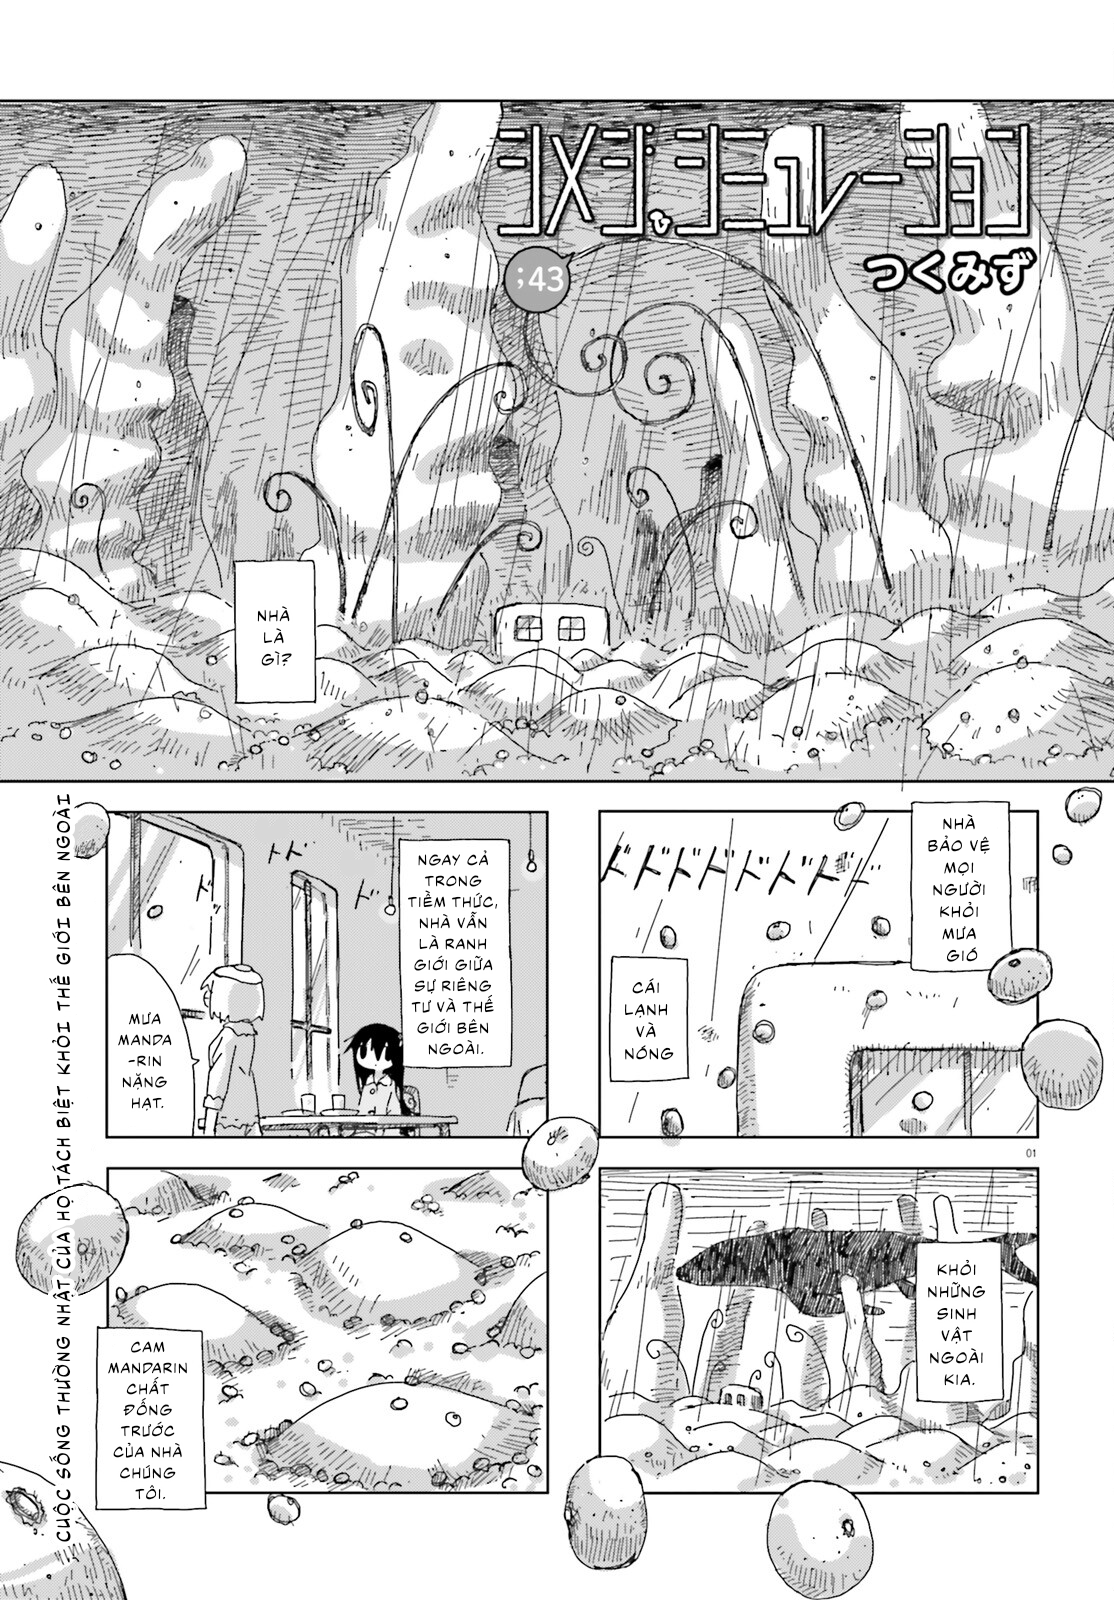 シメジシミュレーション
;43
つくみず
NHÀ
LÀ
GÌ?
NHÀ
BẢO VỆ
MỌI
NGƯỜI
KHỎI
MƯA
GIÓ
CÁI
LẠNH
VÀ
NÓNG
ドドドドドドド
NGAY CẢ
TRONG
TIỀM THỨC,
NHÀ VẪN
LÀ RANH
GIỚI GIỮA
SỰ RIÊNG
TƯ VÀ THẾ
GIỚI BÊN
NGOÀI.
ドド
ド
MƯA
MANDA
-RIN
NẶNG
HẠT.
01
KHỎI
NHỮNG
SINH
VẬT
NGOÀI
KIA.
CAM
MANDARIN
CHẤT
ĐỐNG
TRƯỚC
CỦA NHÀ
CHÚNG
TÔI.
CUỘC SỐNG THƯỜNG NHẬT CỦA HỌ TÁCH BIỆT KHỎI THẾ GIỚI BÊN NGOÀI